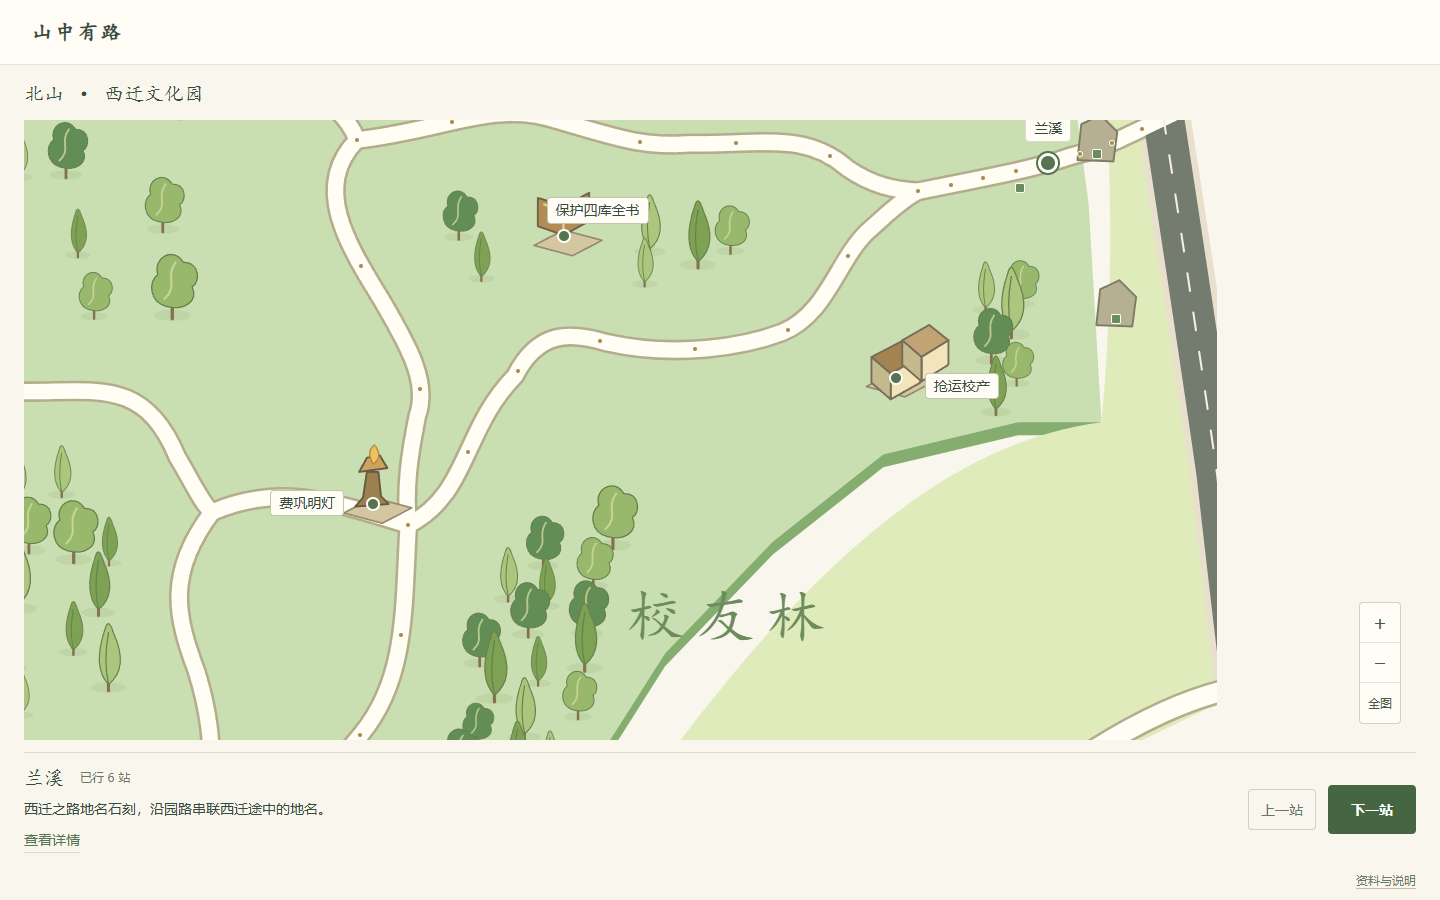 山中有路
北山 • 西迁文化园
兰溪
保护四库全书
抢运校产
费巩明灯
校友林
+
−
全图
兰溪 已行 6 站
西迁之路地名石刻，沿园路串联西迁途中的地名。
查看详情
上一站
下一站
资料与说明